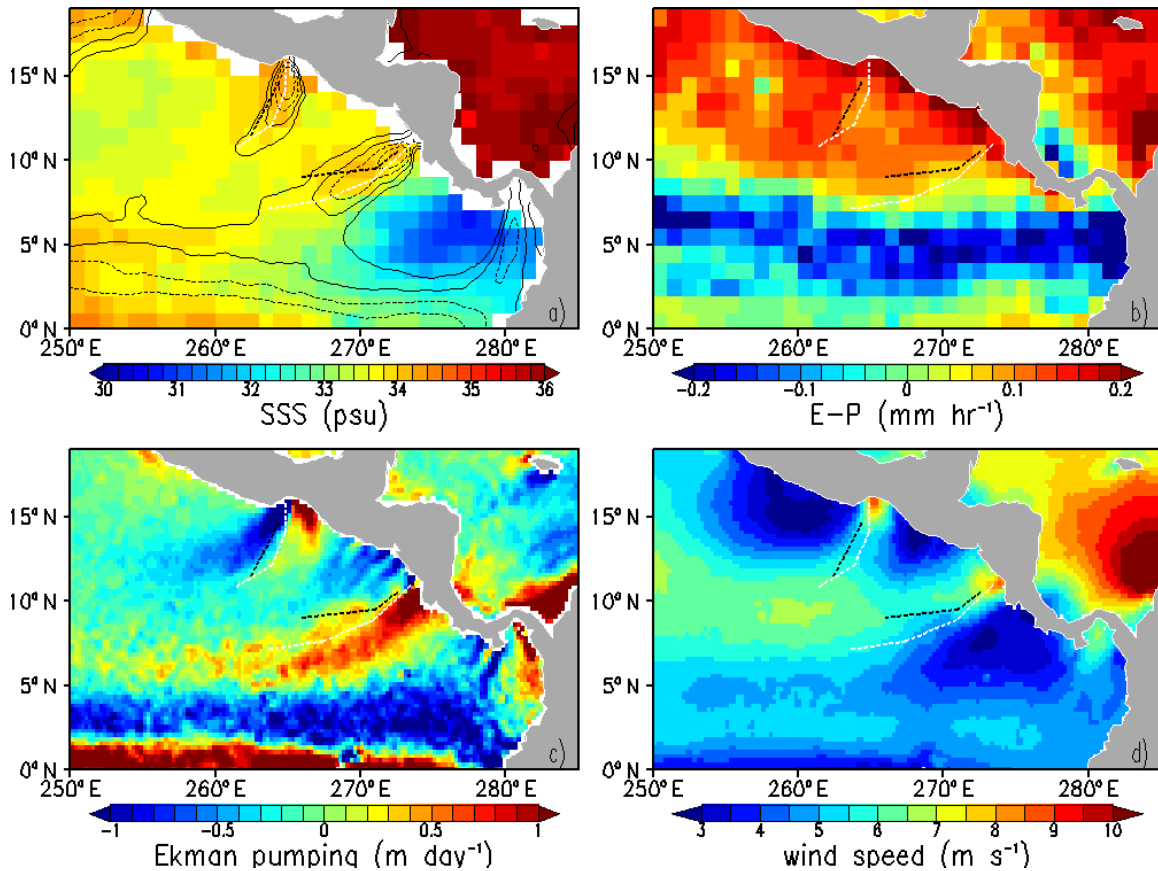 15° N
10° N
5° N
0° N
a)
250° E 260° E 270° E 280° E
30 31 32 33 34 35 36
SSS (psu)
15° N
10° N
5° N
0° N
b)
250° E 260° E 270° E 280° E
-0.2 -0.1 0 0.1 0.2
E-P (mm hr⁻¹)
15° N
10° N
5° N
0° N
c)
250° E 260° E 270° E 280° E
-1 -0.5 0 0.5 1
Ekman pumping (m day⁻¹)
15° N
10° N
5° N
0° N
d)
250° E 260° E 270° E 280° E
3 4 5 6 7 8 9 10
wind speed (m s⁻¹)